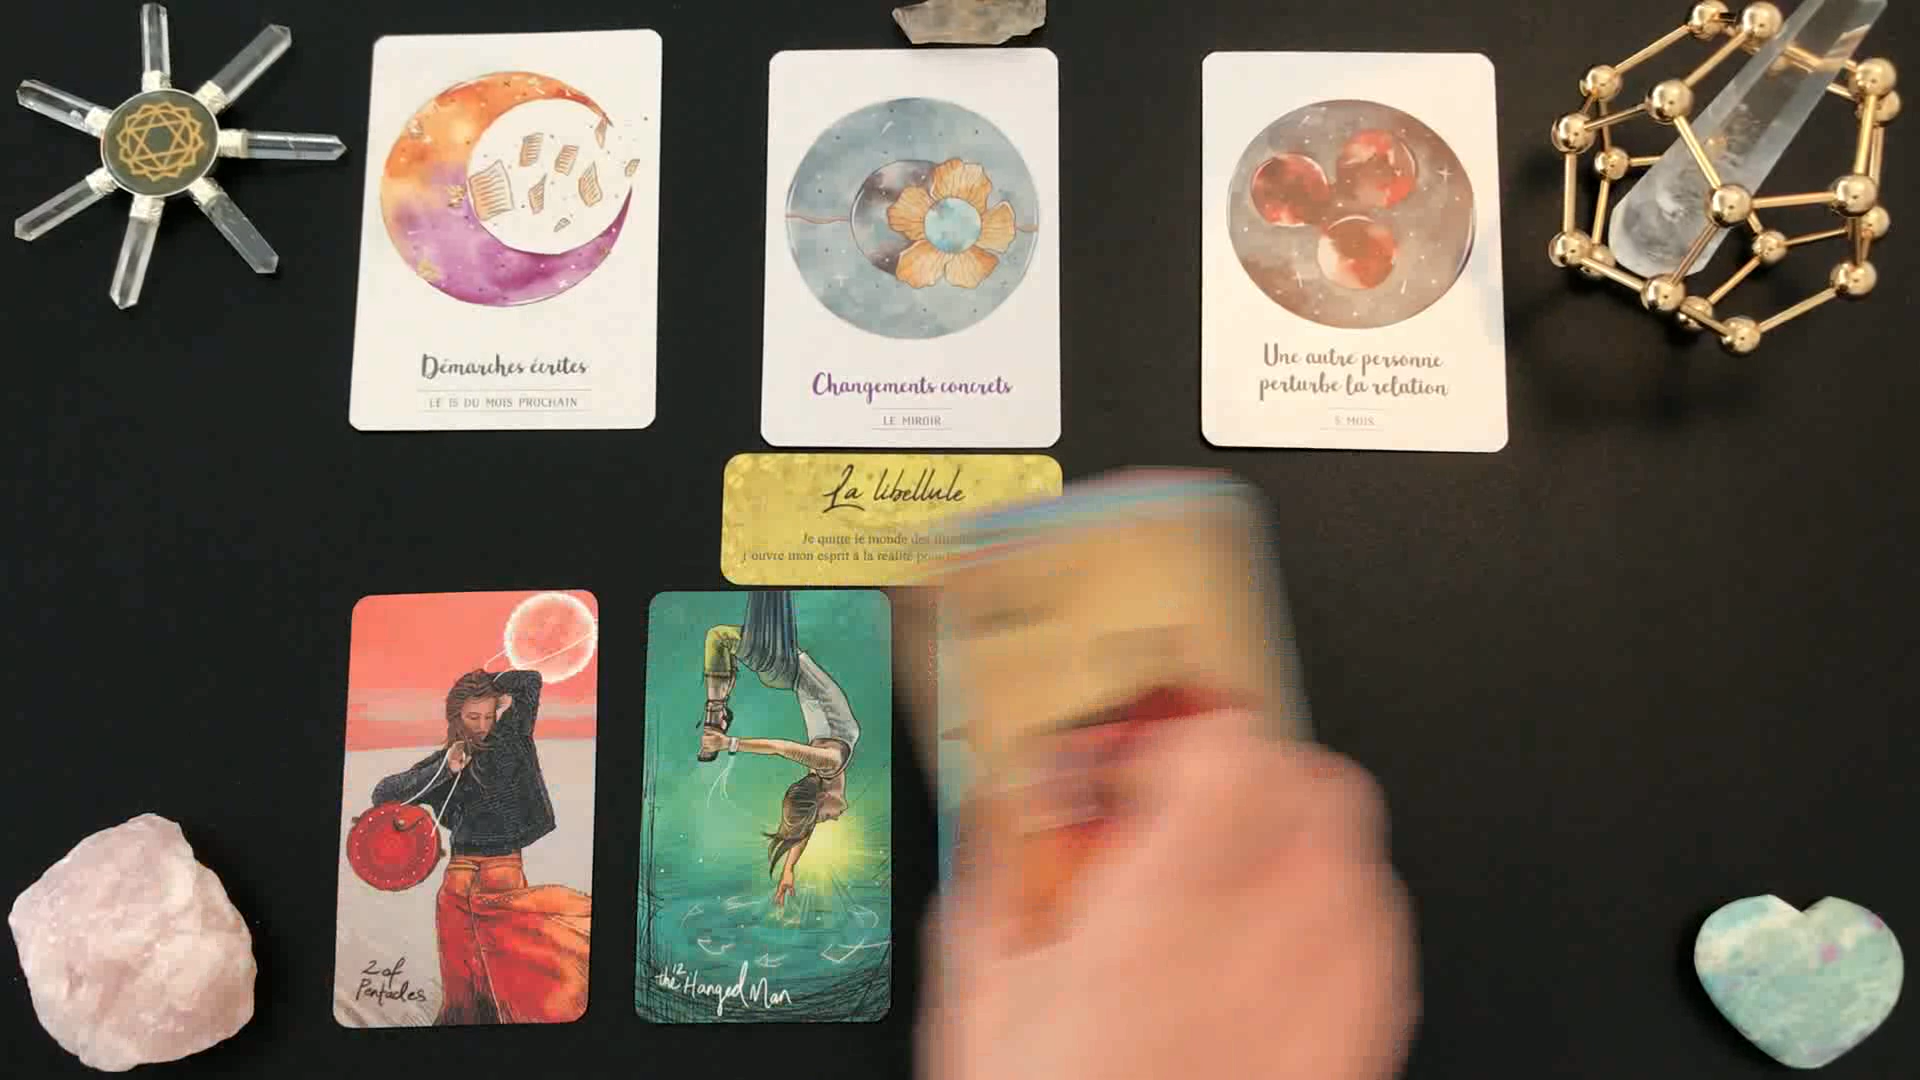 Démarches écrites
LE 15 DU MOIS PROCHAIN
Changements concrets
LE MIROIR
Une autre personne
perturbe la relation
5 MOIS
La libellule
Je quitte le monde des
j'ouvre mon esprit à la réalité
2 of
Pentacles
12
the Hanged Man